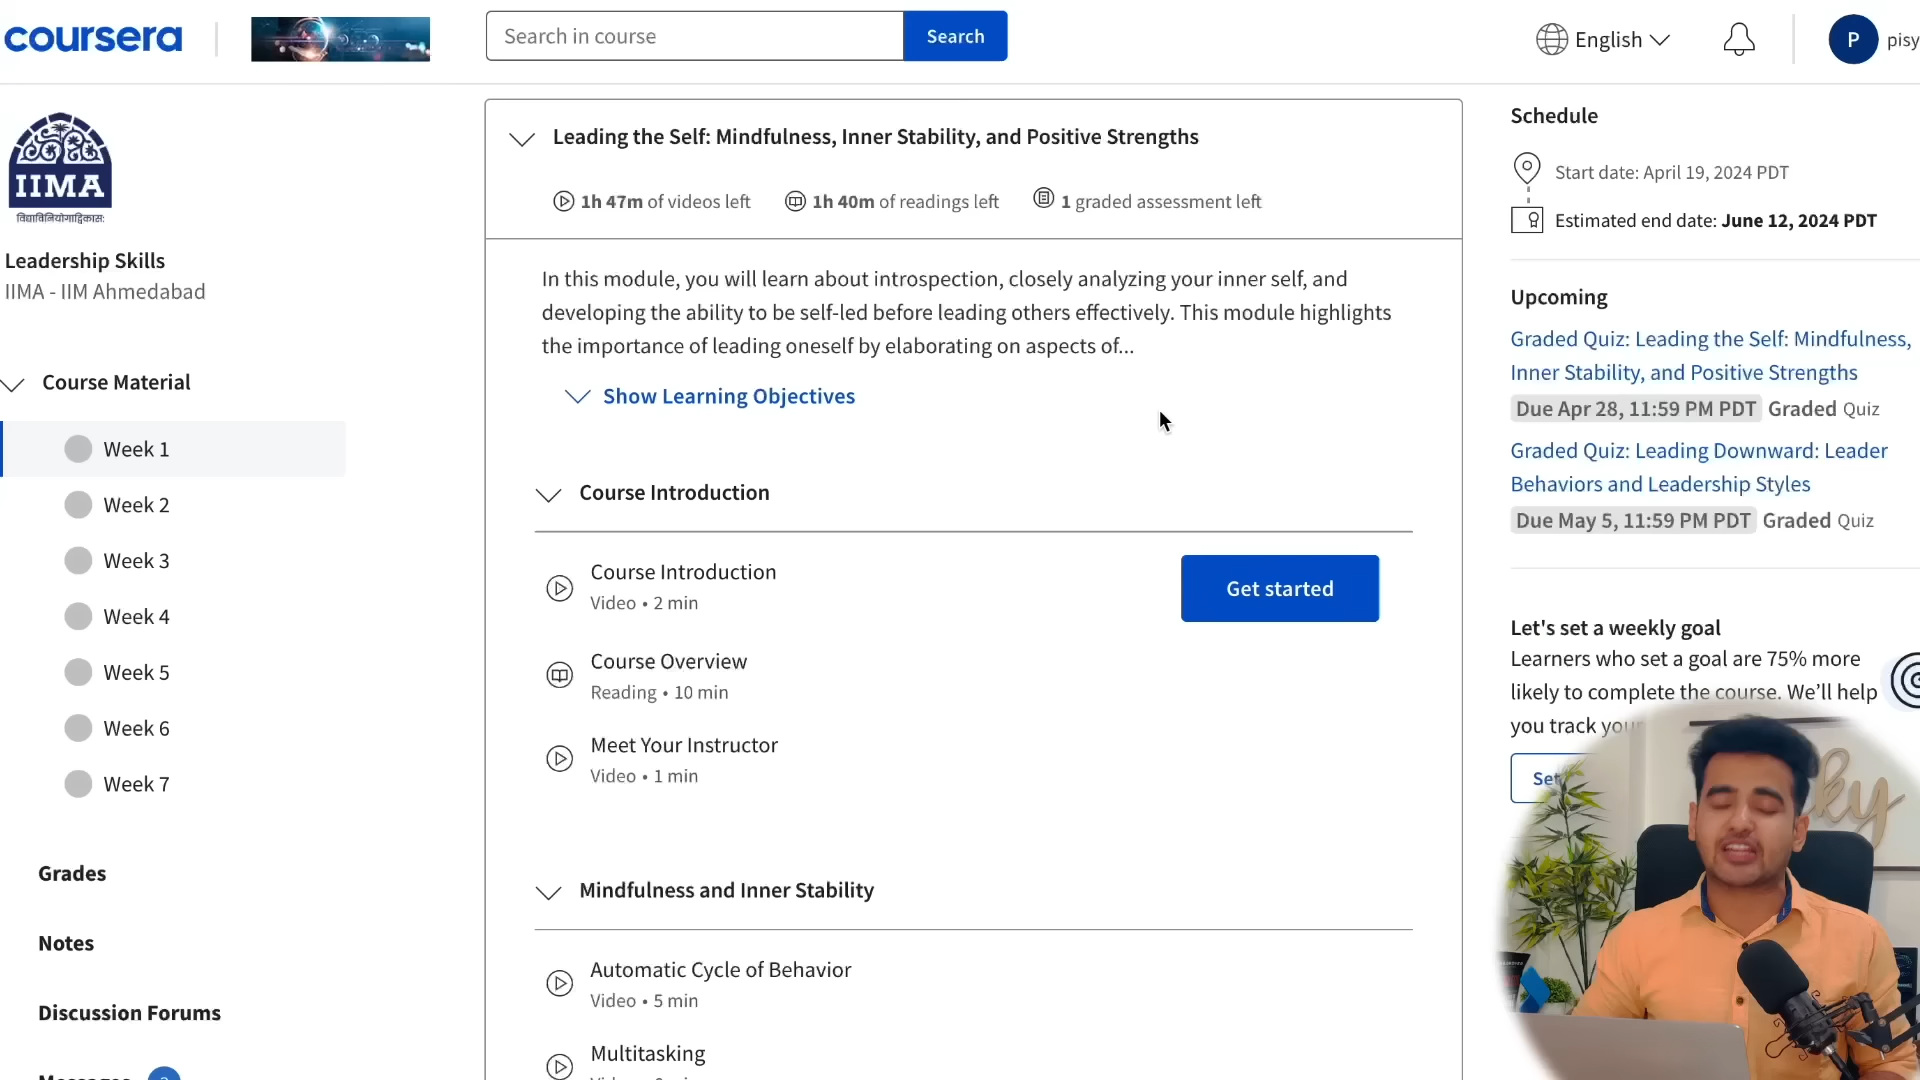 coursera
Search in course
Search
English
P
pisy
IIMA
विद्याविनियोगाद्विकास:
Leadership Skills
IIMA - IIM Ahmedabad
Course Material
Week 1
Week 2
Week 3
Week 4
Week 5
Week 6
Week 7
Grades
Notes
Discussion Forums
Leading the Self: Mindfulness, Inner Stability, and Positive Strengths
1h 47m of videos left
1h 40m of readings left
1 graded assessment left
In this module, you will learn about introspection, closely analyzing your inner self, and
developing the ability to be self-led before leading others effectively. This module highlights
the importance of leading oneself by elaborating on aspects of...
Show Learning Objectives
Course Introduction
Course Introduction
Video • 2 min
Get started
Course Overview
Reading • 10 min
Meet Your Instructor
Video • 1 min
Mindfulness and Inner Stability
Automatic Cycle of Behavior
Video • 5 min
Multitasking
Schedule
Start date: April 19, 2024 PDT
Estimated end date: June 12, 2024 PDT
Upcoming
Graded Quiz: Leading the Self: Mindfulness,
Inner Stability, and Positive Strengths
Due Apr 28, 11:59 PM PDT Graded Quiz
Graded Quiz: Leading Downward: Leader
Behaviors and Leadership Styles
Due May 5, 11:59 PM PDT Graded Quiz
Let's set a weekly goal
Learners who set a goal are 75% more
likely to complete the course. We'll help
you track you
Set
ky